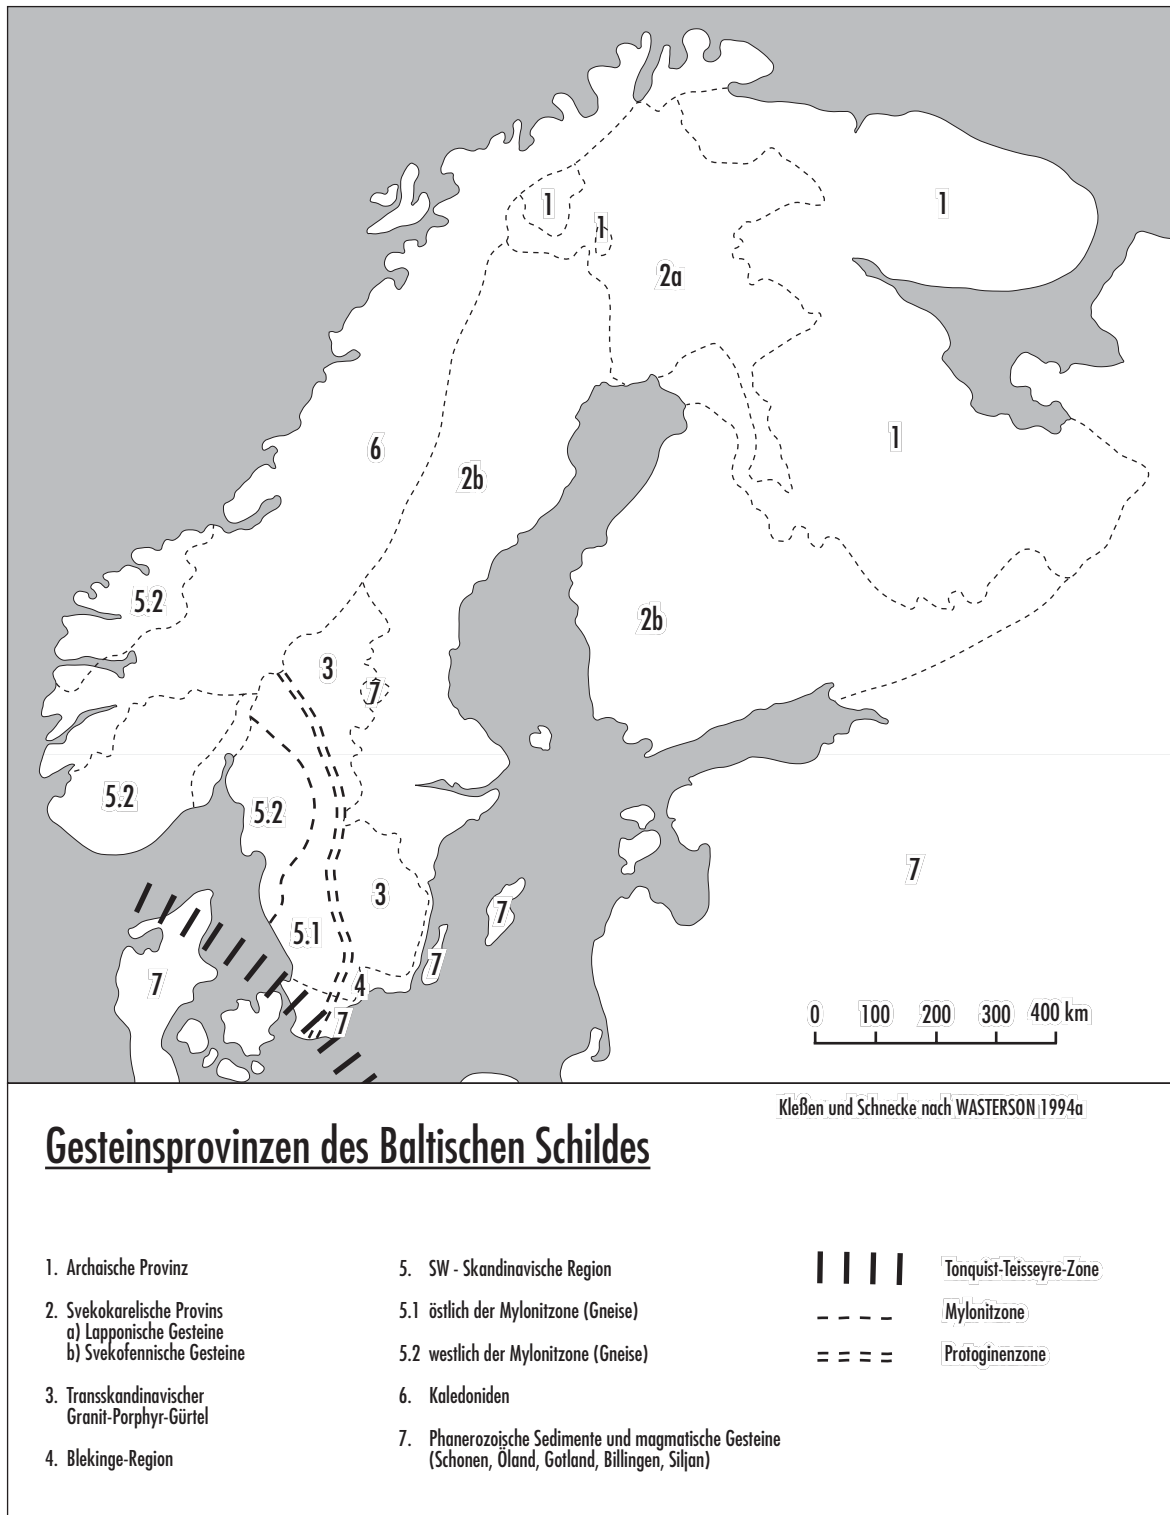 1
1
1
2a
1
6
2b
5.2
2b
3
7
5.2
5.2
7
3
7
5.1
7
7
4
7
0 100 200 300 400 km
Kleßen und Schnecke nach WASTERSON 1994a
Gesteinsprovinzen des Baltischen Schildes
1. Archaische Provinz
2. Svekokarelische Provins
a) Lapponische Gesteine
b) Svekofennische Gesteine
3. Transskandinavischer
Granit-Porphyr-Gürtel
4. Blekinge-Region
5. SW - Skandinavische Region
5.1 östlich der Mylonitzone (Gneise)
5.2 westlich der Mylonitzone (Gneise)
6. Kaledoniden
7. Phanerozoische Sedimente und magmatische Gesteine
(Schonen, Öland, Gotland, Billingen, Siljan)
Tonquist-Teisseyre-Zone
Mylonitzone
Protoginenzone